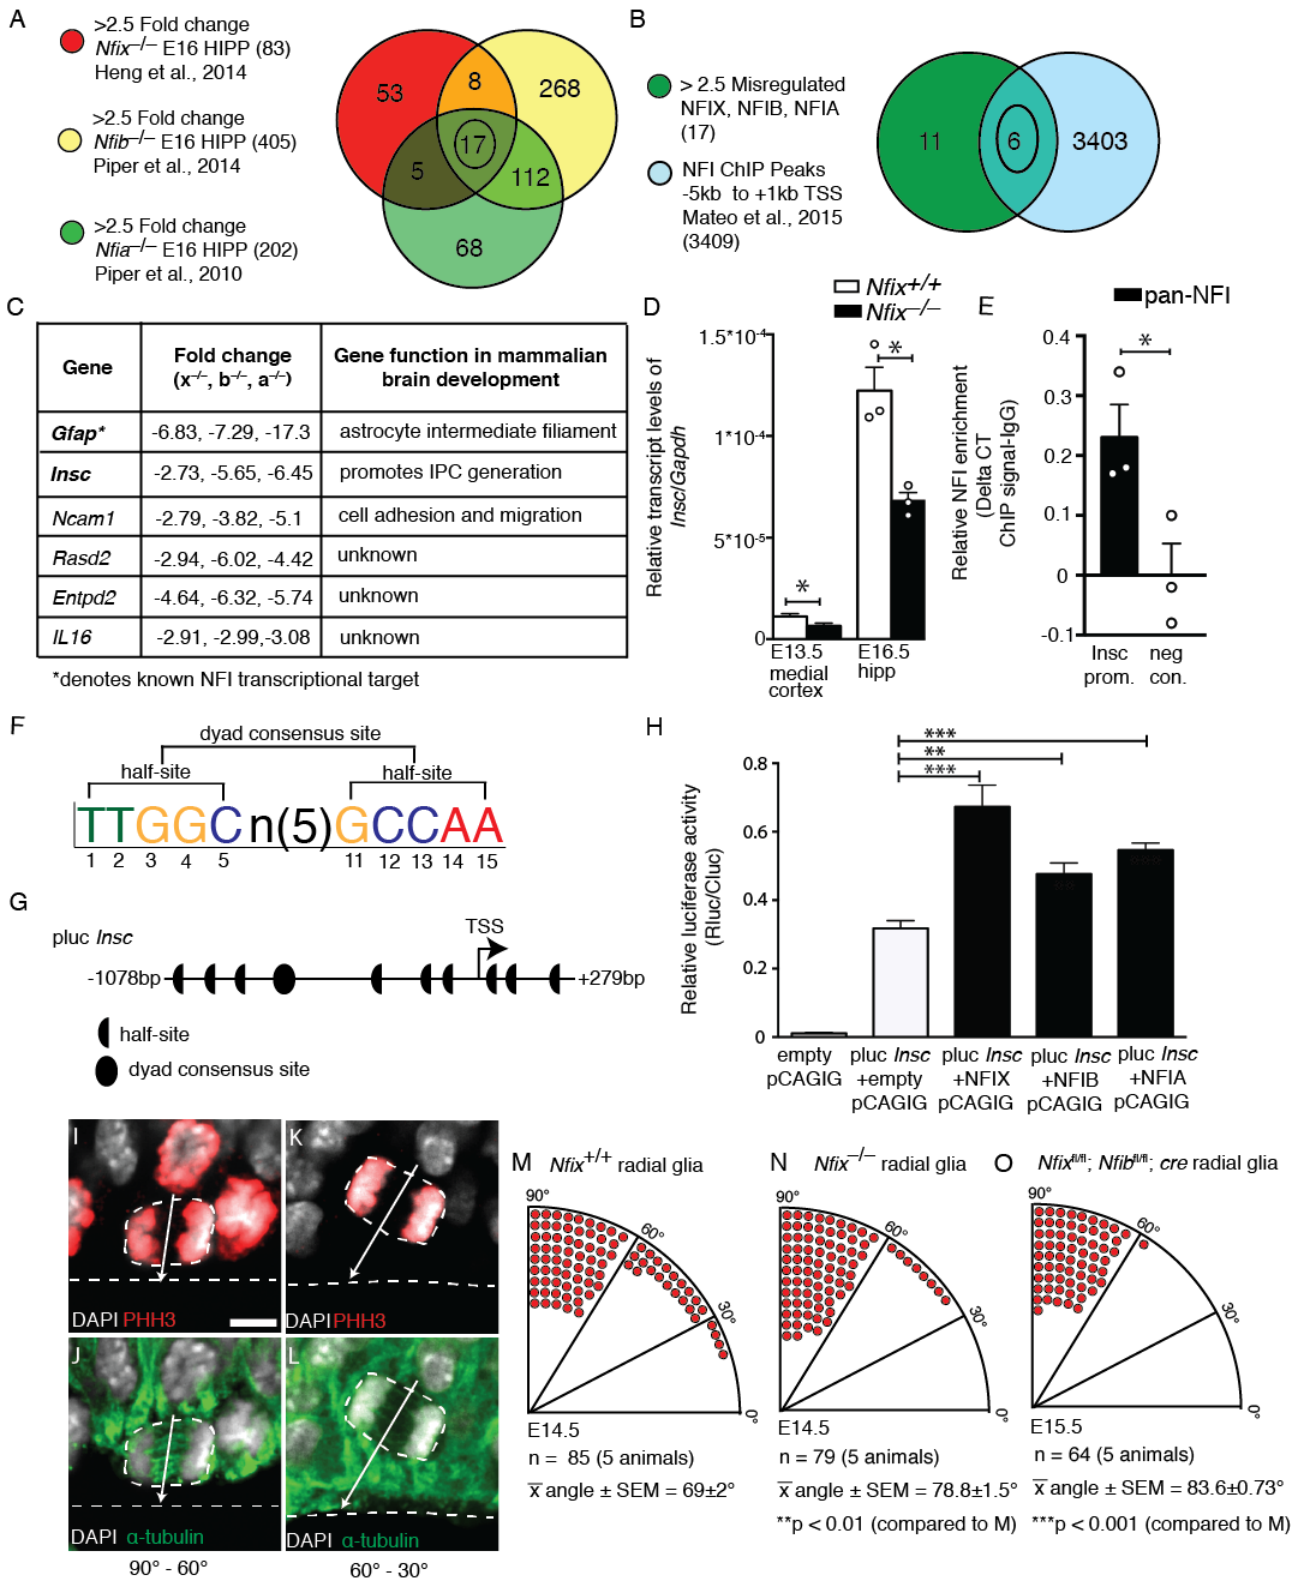 A
>2.5 Fold change
Nfix–/– E16 HIPP (83)
Heng et al., 2014
>2.5 Fold change
Nfib–/– E16 HIPP (405)
Piper et al., 2014
>2.5 Fold change
Nfia–/– E16 HIPP (202)
Piper et al., 2010
53
8
268
17
5
112
68
B
> 2.5 Misregulated
NFIX, NFIB, NFIA
(17)
NFI ChIP Peaks
-5kb to +1kb TSS
Mateo et al., 2015
(3409)
11
6
3403
C
Gene
Fold change
(x–/–, b–/–, a–/–)
Gene function in mammalian
brain development
Gfap* -6.83, -7.29, -17.3 astrocyte intermediate filament
Insc -2.73, -5.65, -6.45 promotes IPC generation
Ncam1 -2.79, -3.82, -5.1 cell adhesion and migration
Rasd2 -2.94, -6.02, -4.42 unknown
Entpd2 -4.64, -6.32, -5.74 unknown
IL16 -2.91, -2.99,-3.08 unknown
*denotes known NFI transcriptional target
D
Nfix+/+
Nfix–/–
Relative transcript levels of
Insc/Gapdh
1.5*10-4
1*10-4
5*10-5
0
*
*
E13.5
medial
cortex
E16.5
hipp
E
pan-NFI
Relative NFI enrichment
(Delta CT
ChIP signal-IgG)
0.4
0.3
0.2
0.1
0
-0.1
*
Insc
prom.
neg
con.
F
dyad consensus site
half-site
half-site
TTGGC n(5) GCCAA
1 2 3 4 5 11 12 13 14 15
G
pluc Insc
TSS
-1078bp
+279bp
half-site
dyad consensus site
H
Relative luciferase activity
(Rluc/Cluc)
0.8
0.6
0.4
0.2
0
***
**
***
empty
pCAGIG
pluc Insc
+empty
pCAGIG
pluc Insc
+NFIX
pCAGIG
pluc Insc
+NFIB
pCAGIG
pluc Insc
+NFIA
pCAGIG
I
DAPI PHH3
K
DAPI PHH3
J
DAPI α-tubulin
L
DAPI α-tubulin
90° - 60°
60° - 30°
M
Nfix+/+ radial glia
90°
60°
30°
0°
E14.5
n = 85 (5 animals)
x̅ angle ± SEM = 69±2°
N
Nfix–/– radial glia
90°
60°
30°
0°
E14.5
n = 79 (5 animals)
x̅ angle ± SEM = 78.8±1.5°
**p < 0.01 (compared to M)
O
Nfixfl/fl; Nfibfl/fl; cre radial glia
90°
60°
30°
0°
E15.5
n = 64 (5 animals)
x̅ angle ± SEM = 83.6±0.73°
***p < 0.001 (compared to M)